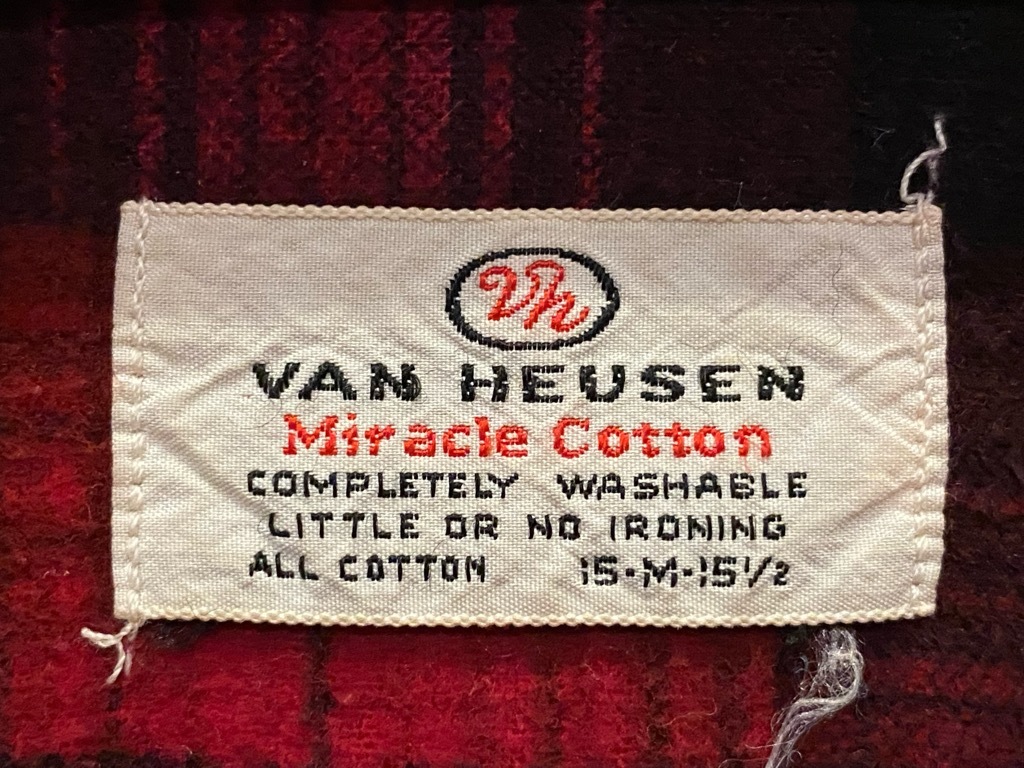 Vh
VAN HEUSEN
Miracle Cotton
COMPLETELY WASHABLE
LITTLE OR NO IRONING
ALL COTTON 15·M·15½